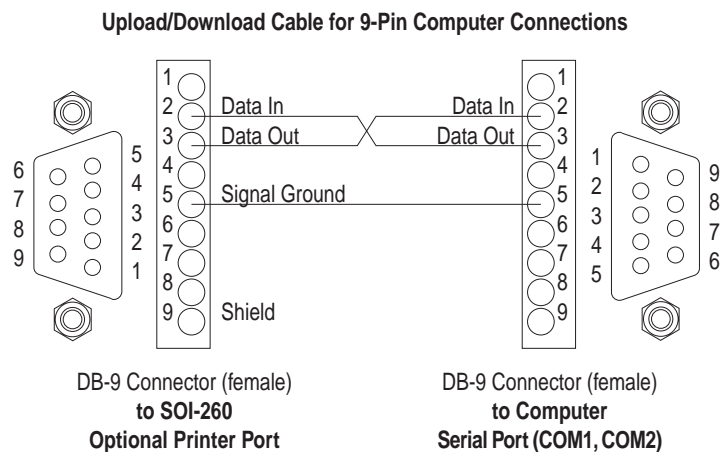 Upload/Download Cable for 9-Pin Computer Connections
1 1
2 Data In Data In 2
3 Data Out Data Out 3
4 4
5 Signal Ground 5
6 6
7 7
8 8
9 Shield 9
5
4
3
2
1
6
7
8
9
1
2
3
4
5
9
8
7
6
DB-9 Connector (female)
to SOI-260
Optional Printer Port
DB-9 Connector (female)
to Computer
Serial Port (COM1, COM2)